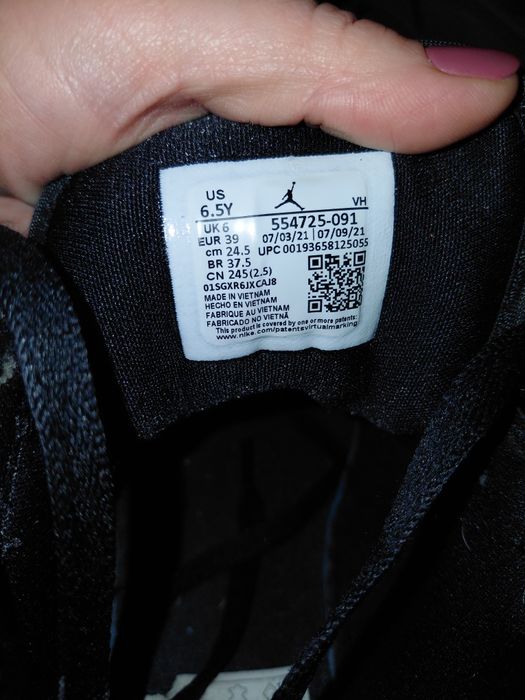 US
6.5Y
VH
UK 6
554725-091
EUR 39
07/03/21 07/09/21
cm 24.5
UPC 00193658125055
BR 37.5
CN 245(2.5)
01SGXR6JXCAJ8
MADE IN VIETNAM
HECHO EN VIETNAM
FABRIQUE AU VIETNAM
FABRICADO NO VIETNÃ
This product is covered by one or more patents:
www.nike.com/patentsvirtualmarking